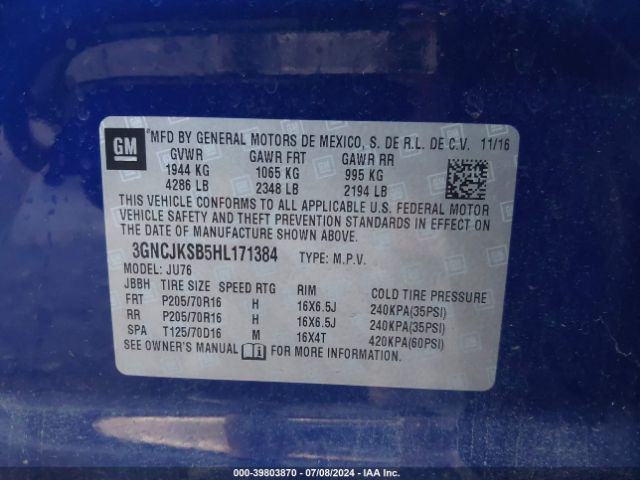 GM
MFD BY GENERAL MOTORS DE MEXICO, S. DE R.L. DE C.V. 11/16
GVWR GAWR FRT GAWR RR
1944 KG 1065 KG 995 KG
4286 LB 2348 LB 2194 LB
THIS VEHICLE CONFORMS TO ALL APPLICABLE U.S. FEDERAL MOTOR
VEHICLE SAFETY AND THEFT PREVENTION STANDARDS IN EFFECT ON
THE DATE OF MANUFACTURE SHOWN ABOVE.
3GNCJKSB5HL171384 TYPE: M.P.V.
MODEL: JU76
JBBH TIRE SIZE SPEED RTG RIM COLD TIRE PRESSURE
FRT P205/70R16 H 16X6.5J 240KPA(35PSI)
RR P205/70R16 H 16X6.5J 240KPA(35PSI)
SPA T125/70D16 M 16X4T 420KPA(60PSI)
SEE OWNER'S MANUAL FOR MORE INFORMATION.
000-39803870 - 07/08/2024 - IAA Inc.